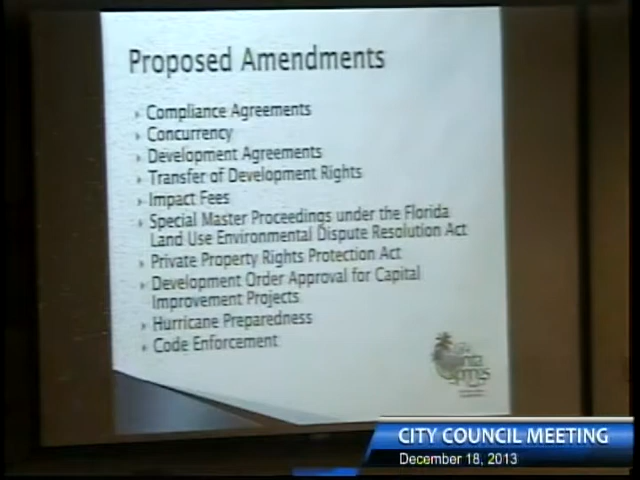 Proposed Amendments
Compliance Agreements
Concurrency
Development Agreements
Transfer of Development Rights
Impact Fees
Special Master Proceedings under the Florida
Land Use Environmental Dispute Resolution Act
Private Property Rights Protection Act
Development Order Approval for Capital
Improvement Projects
Hurricane Preparedness
Code Enforcement
CITY COUNCIL MEETING
December 18, 2013